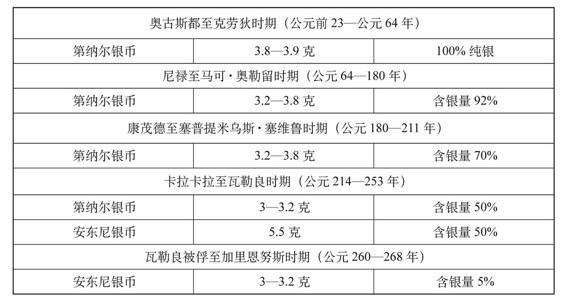 奥古斯都至克劳狄时期（公元前 23—公元 64 年）
第纳尔银币 3.8—3.9 克 100% 纯银
尼禄至马可·奥勒留时期（公元 64—180 年）
第纳尔银币 3.2—3.8 克 含银量 92%
康茂德至塞普提米乌斯·塞维鲁时期（公元 180—211 年）
第纳尔银币 3.2—3.8 克 含银量 70%
卡拉卡拉至瓦勒良时期（公元 214—253 年）
第纳尔银币 3—3.2 克 含银量 50%
安东尼银币 5.5 克 含银量 50%
瓦勒良被俘至加里恩努斯时期（公元 260—268 年）
安东尼银币 3—3.2 克 含银量 5%